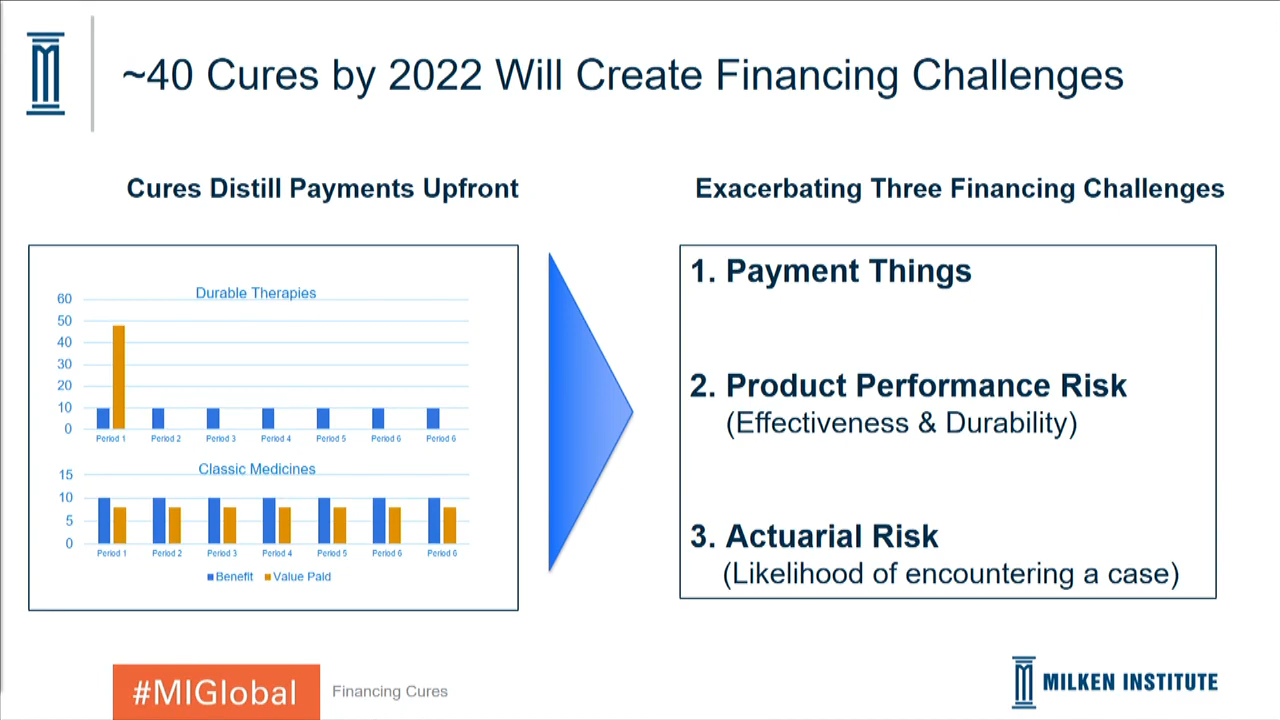 ~40 Cures by 2022 Will Create Financing Challenges
Cures Distill Payments Upfront
Durable Therapies
60
50
40
30
20
10
0
Period 1 Period 2 Period 3 Period 4 Period 5 Period 6 Period 6
Classic Medicines
15
10
5
0
Period 1 Period 2 Period 3 Period 4 Period 5 Period 6 Period 6
Benefit Value Paid
Exacerbating Three Financing Challenges
1. Payment Things
2. Product Performance Risk
(Effectiveness & Durability)
3. Actuarial Risk
(Likelihood of encountering a case)
#MIGlobal
Financing Cures
MILKEN INSTITUTE